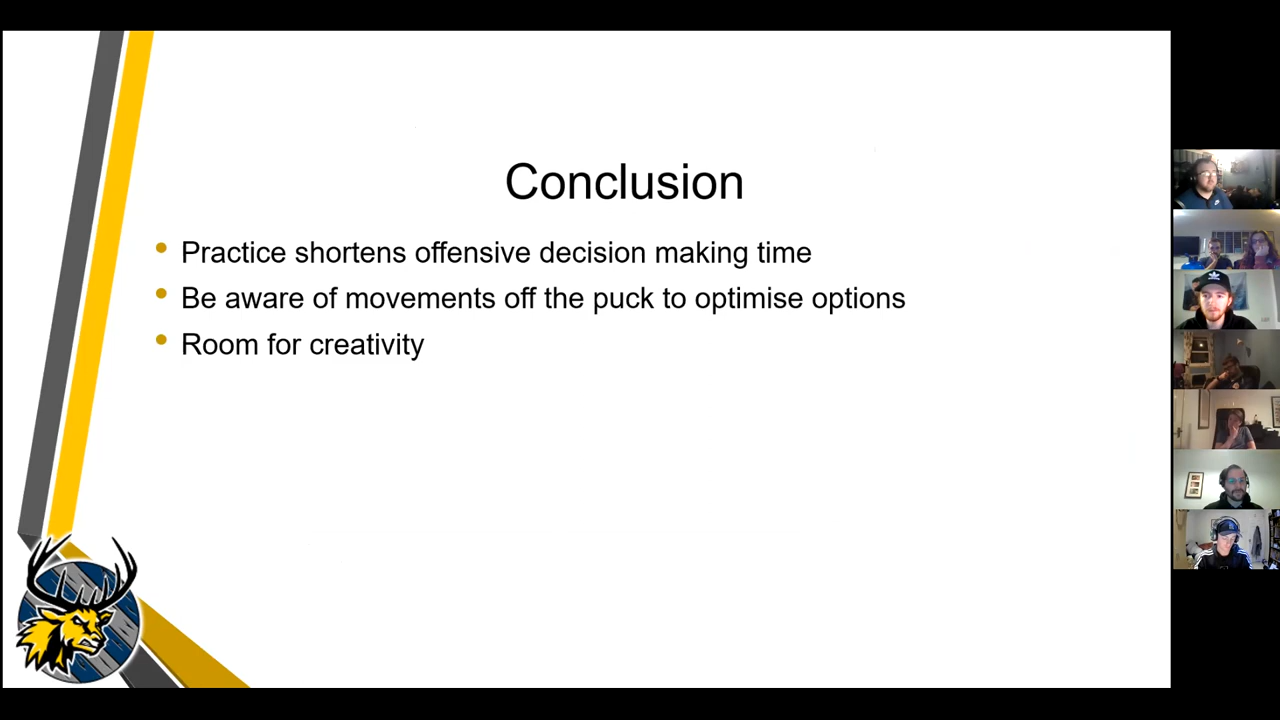 Conclusion
Practice shortens offensive decision making time
Be aware of movements off the puck to optimise options
Room for creativity